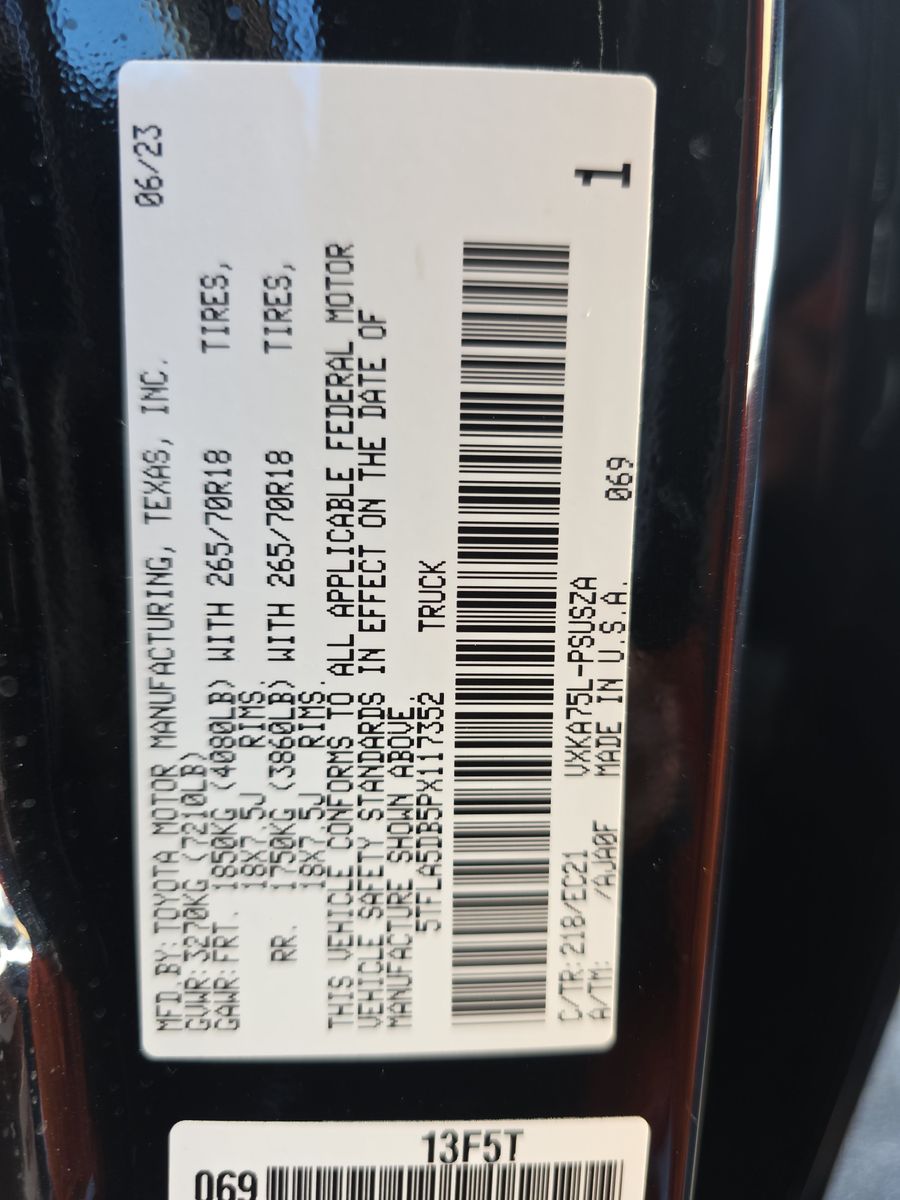 MFD.BY:TOYOTA MOTOR MANUFACTURING, TEXAS, INC. 06/23
GVWR:3270KG (7210LB)
GAWR:FRT. 1850KG (4080LB) WITH 265/70R18 TIRES,
18X7.5J RIMS.
RR. 1750KG (3860LB) WITH 265/70R18 TIRES,
18X7.5J RIMS.
THIS VEHICLE CONFORMS TO ALL APPLICABLE FEDERAL MOTOR
VEHICLE SAFETY STANDARDS IN EFFECT ON THE DATE OF
MANUFACTURE SHOWN ABOVE
5TFLA5DB5PX117352 TRUCK
1
C/TR:218/EC21 VXKA75L-PSUSZA
A/TM: /AJA0F MADE IN U.S.A. 069
13F5T
069